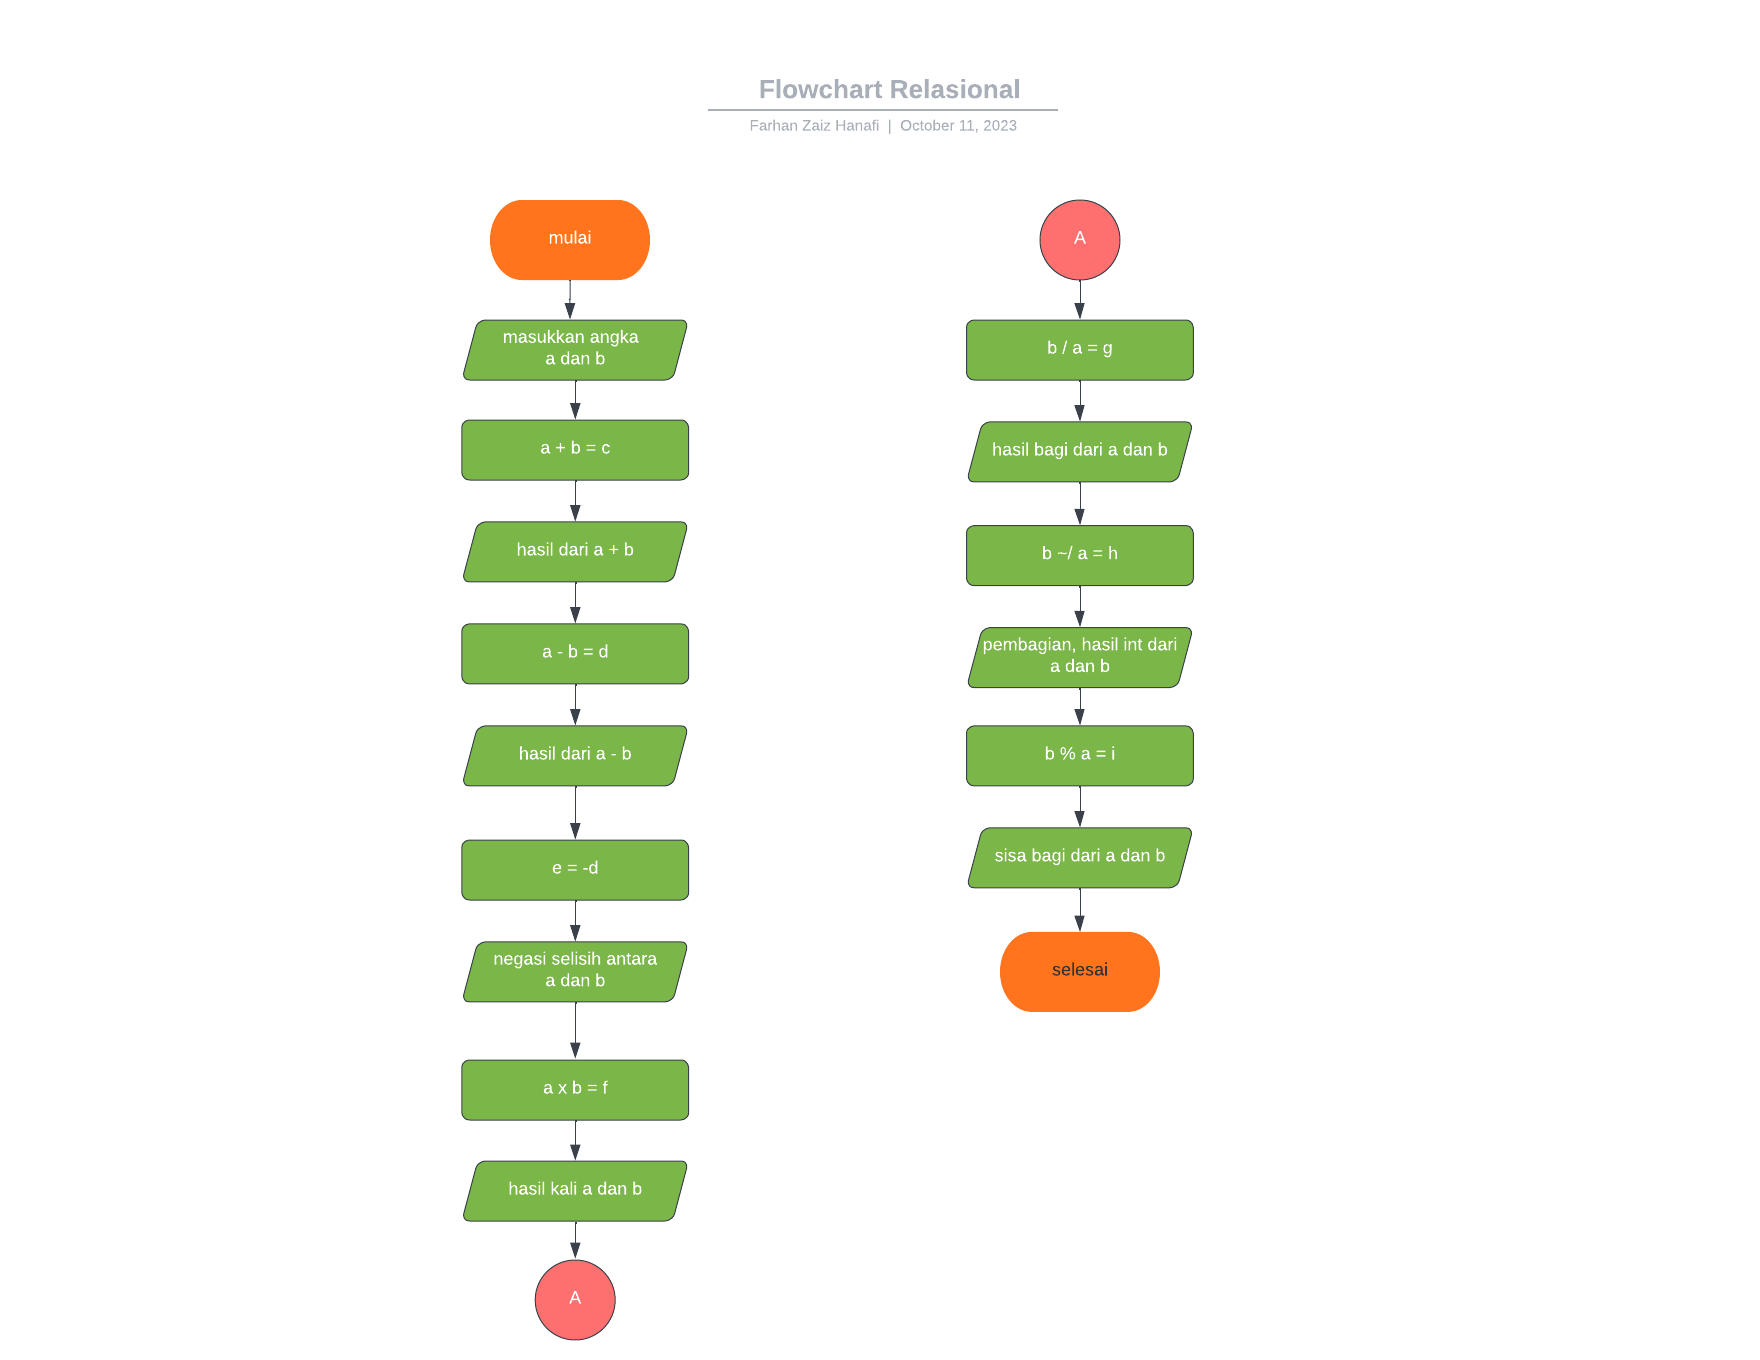 Flowchart Relasional
Farhan Zaiz Hanafi | October 11, 2023
mulai
masukkan angka
a dan b
a + b = c
hasil dari a + b
a - b = d
hasil dari a - b
e = -d
negasi selisih antara
a dan b
a x b = f
hasil kali a dan b
A
A
b / a = g
hasil bagi dari a dan b
b ~/ a = h
pembagian, hasil int dari
a dan b
b % a = i
sisa bagi dari a dan b
selesai